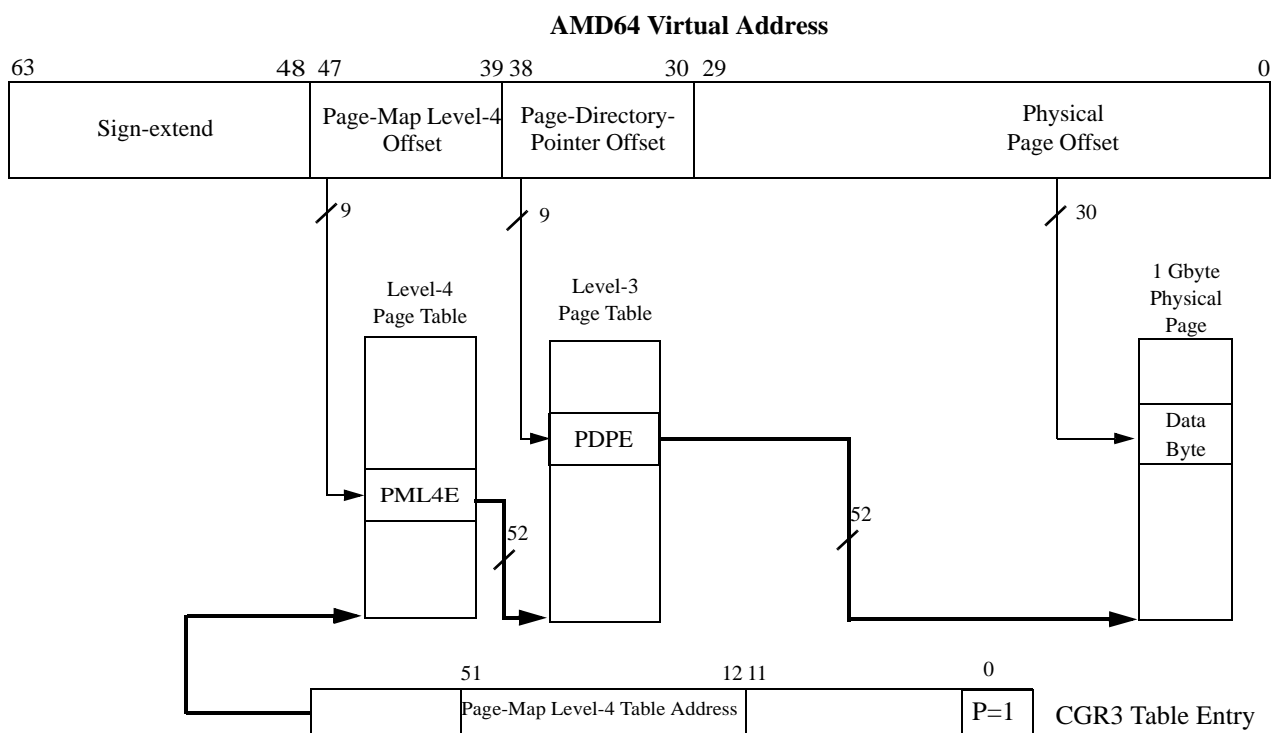 AMD64 Virtual Address
63 48 47 39 38 30 29 0
Sign-extend
Page-Map Level-4
Offset
Page-Directory-
Pointer Offset
Physical
Page Offset
9
9
30
Level-4
Page Table
Level-3
Page Table
1 Gbyte
Physical
Page
PDPE
Data
Byte
PML4E
52
52
51 12 11 0
Page-Map Level-4 Table Address
P=1
CGR3 Table Entry